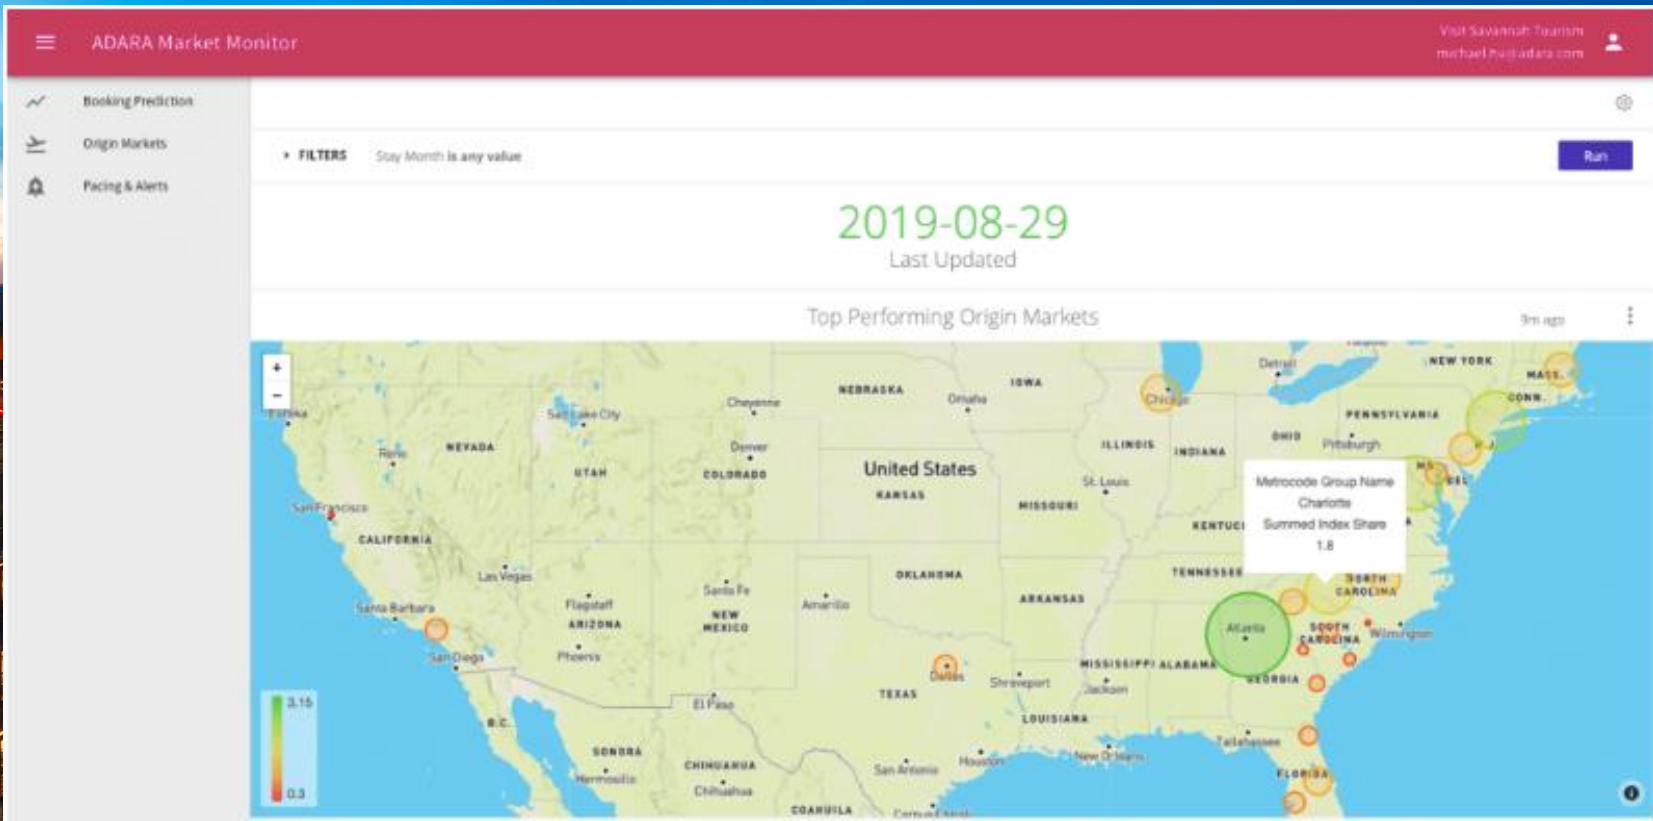 ADARA Market Monitor
Visit Savannah Tourism
Booking Prediction
Origin Markets
Pacing & Alerts
FILTERS Stay Month is any value
Run
2019-08-29
Last Updated
Top Performing Origin Markets
9m ago
+
−
Detroit
NEW YORK
MASS.
CONN.
NEBRASKA
IOWA
Omaha
Cheyenne
Chicago
Salt Lake City
Eureka
PENNSYLVANIA
OHIO
Pittsburgh
N.J.
Reno
NEVADA
UTAH
Denver
COLORADO
United States
KANSAS
ILLINOIS
INDIANA
St. Louis
MISSOURI
DEL
Metrocode Group Name
Charlotte
Summed Index Share
1.8
San Francisco
CALIFORNIA
KENTUC
Las Vegas
OKLAHOMA
TENNESSEE
NORTH
CAROLINA
Santa Barbara
Flagstaff
ARIZONA
Santa Fe
NEW
MEXICO
Amarillo
ARKANSAS
Atlanta
SOUTH
CAROLINA
Wilmington
San Diego
Phoenix
Dallas
MISSISSIPPI
ALABAMA
GEORGIA
El Paso
TEXAS
Shreveport
Jackson
LOUISIANA
3.15
0.3
B.C.
SONORA
Hermosillo
CHIHUAHUA
Chihuahua
San Antonio
Houston
New Orleans
Tallahassee
FLORIDA
COAHUILA